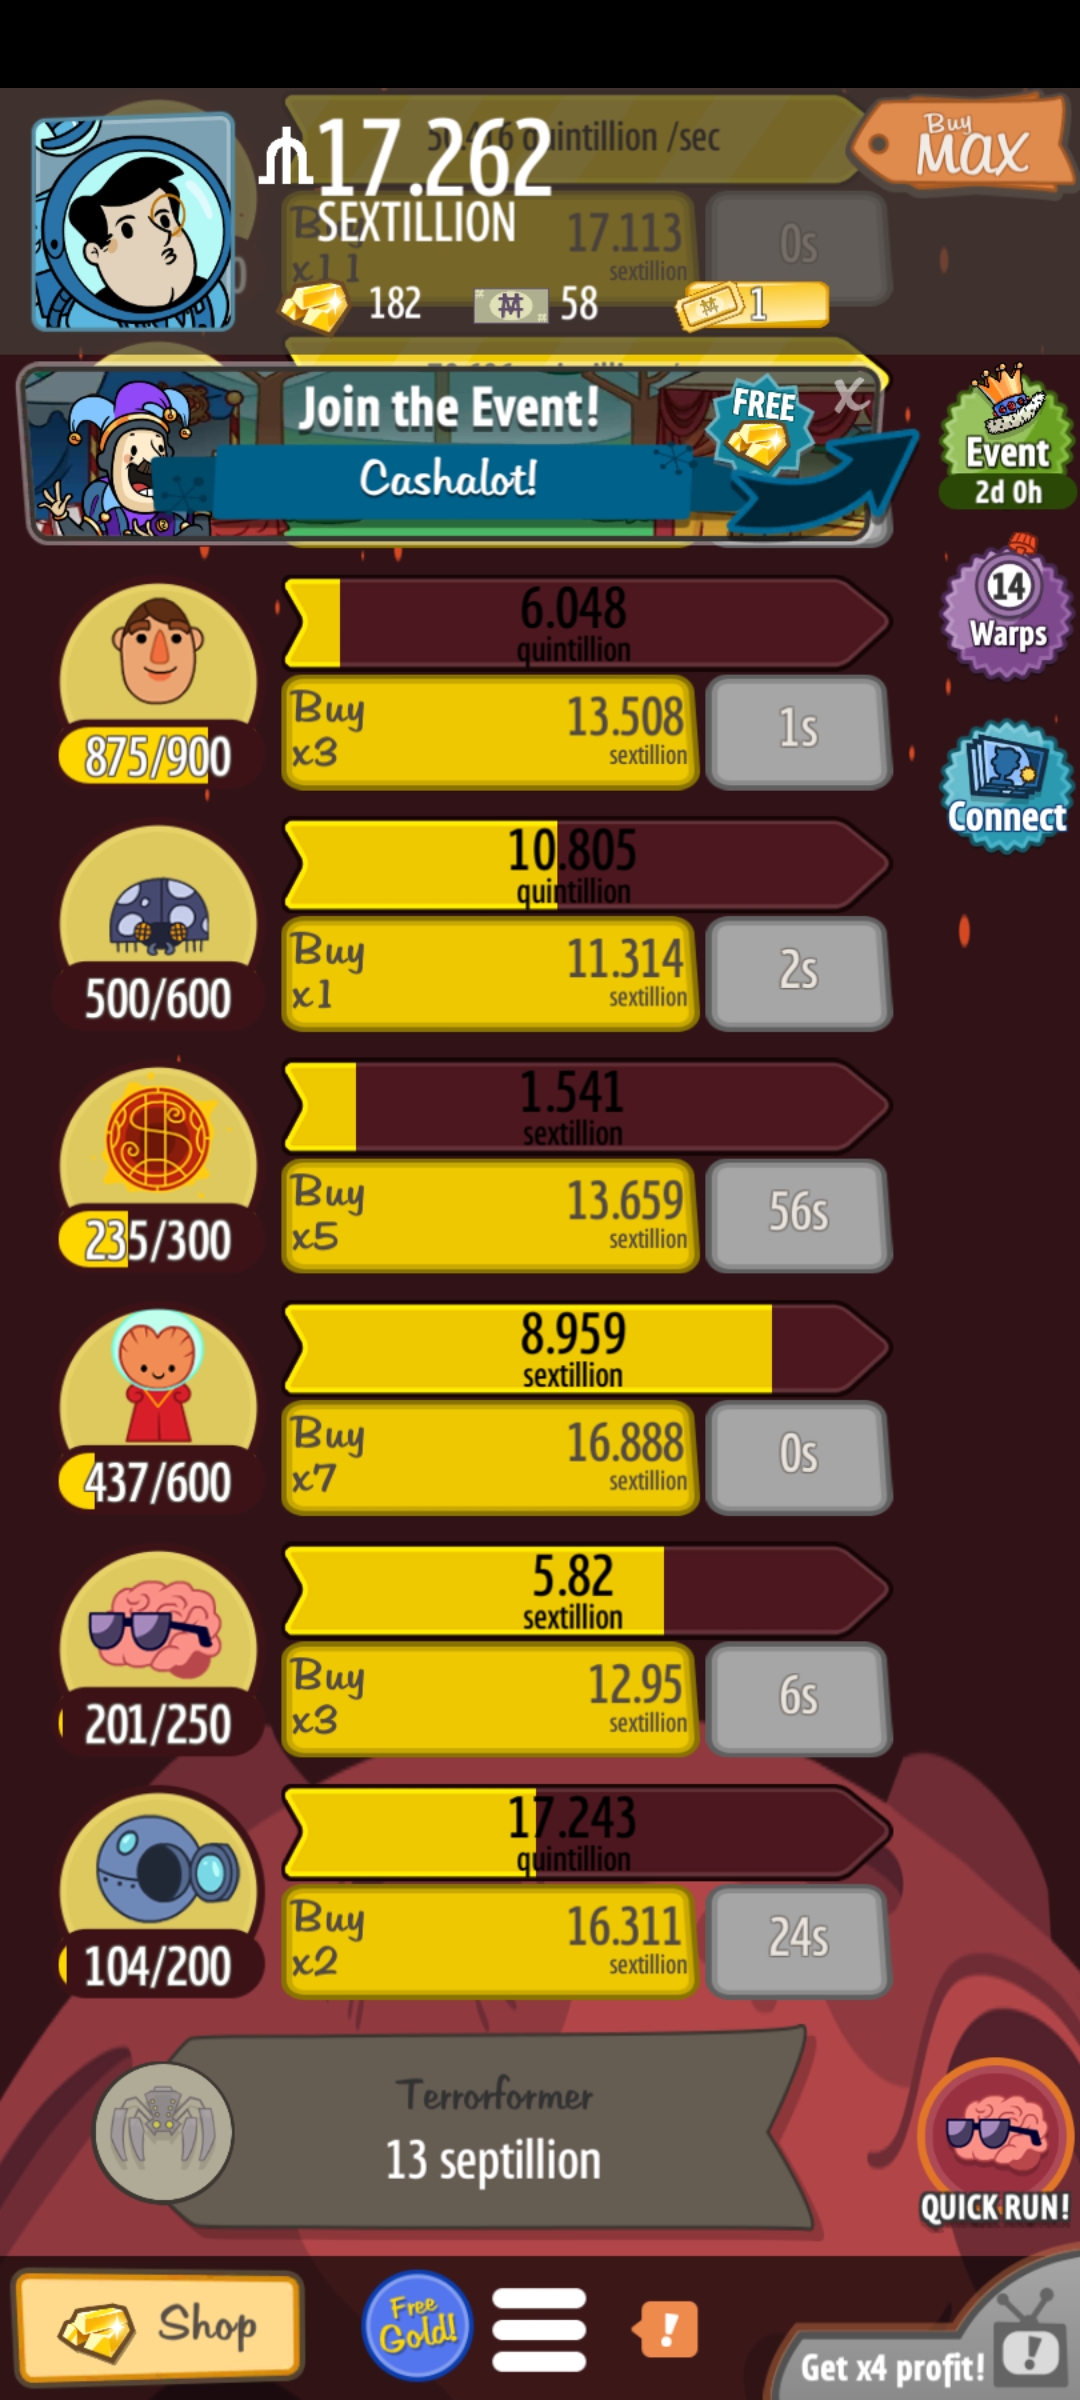 quintillion /sec
Buy
MAX
17.262
SEXTILLION
17.113
0s
x11
sextillion
182
58
1
Join the Event!
FREE
X
Cashalot!
Event
2d 0h
14
Warps
Connect
6.048
quintillion
Buy
x3
13.508
sextillion
1s
875/900
10.805
quintillion
Buy
x1
11.314
sextillion
2s
500/600
1.541
sextillion
Buy
x5
13.659
sextillion
56s
235/300
8.959
sextillion
Buy
x7
16.888
sextillion
0s
437/600
5.82
sextillion
Buy
x3
12.95
sextillion
6s
201/250
17.243
quintillion
Buy
x2
16.311
sextillion
24s
104/200
Terrorformer
13 septillion
QUICK RUN!
Shop
Free
Gold!
!
Get x4 profit!
!